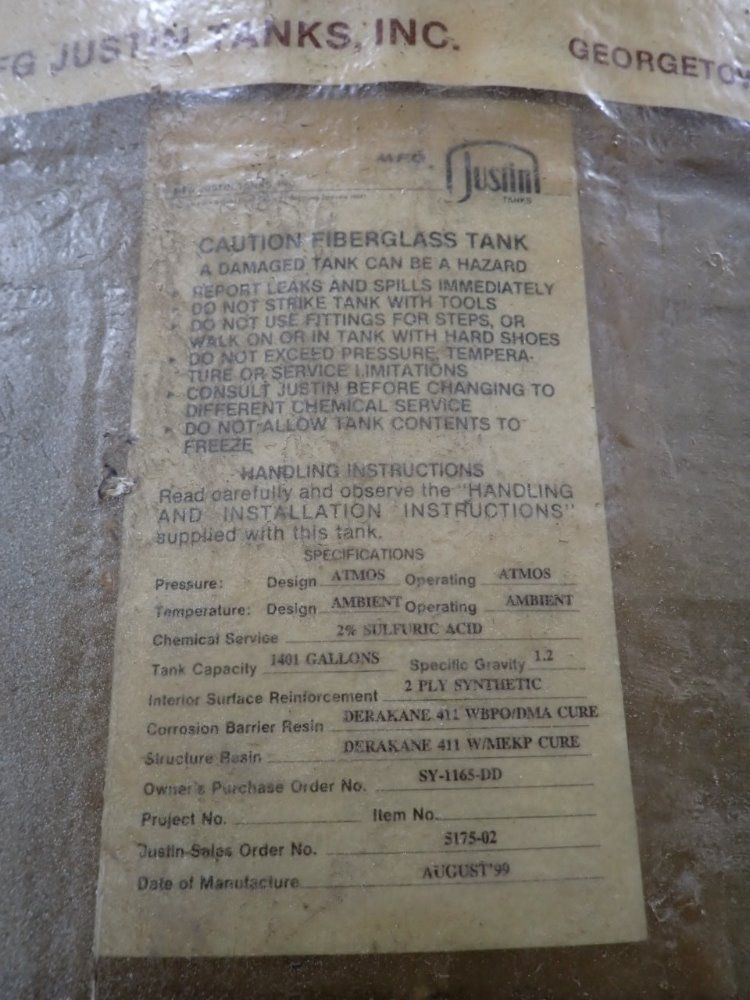 FG JUSTIN TANKS, INC.
GEORGETOW
MFG
Justin
TANKS
CAUTION FIBERGLASS TANK
A DAMAGED TANK CAN BE A HAZARD
REPORT LEAKS AND SPILLS IMMEDIATELY
DO NOT STRIKE TANK WITH TOOLS
DO NOT USE FITTINGS FOR STEPS, OR
WALK ON OR IN TANK WITH HARD SHOES
DO NOT EXCEED PRESSURE, TEMPERA-
TURE OR SERVICE LIMITATIONS
CONSULT JUSTIN BEFORE CHANGING TO
DIFFERENT CHEMICAL SERVICE
DO NOT ALLOW TANK CONTENTS TO
FREEZE
HANDLING INSTRUCTIONS
Read carefully and observe the "HANDLING
AND INSTALLATION INSTRUCTIONS"
supplied with this tank.
SPECIFICATIONS
Pressure: Design ATMOS Operating ATMOS
Temperature: Design AMBIENT Operating AMBIENT
Chemical Service 2% SULFURIC ACID
Tank Capacity 1401 GALLONS Specific Gravity 1.2
Interior Surface Reinforcement 2 PLY SYNTHETIC
Corrosion Barrier Resin DERAKANE 411 WBPO/DMA CURE
Structure Resin DERAKANE 411 W/MEKP CURE
Owner's Purchase Order No. SY-1165-DD
Project No. Item No.
Justin Sales Order No. 5175-02
Date of Manufacture AUGUST'99